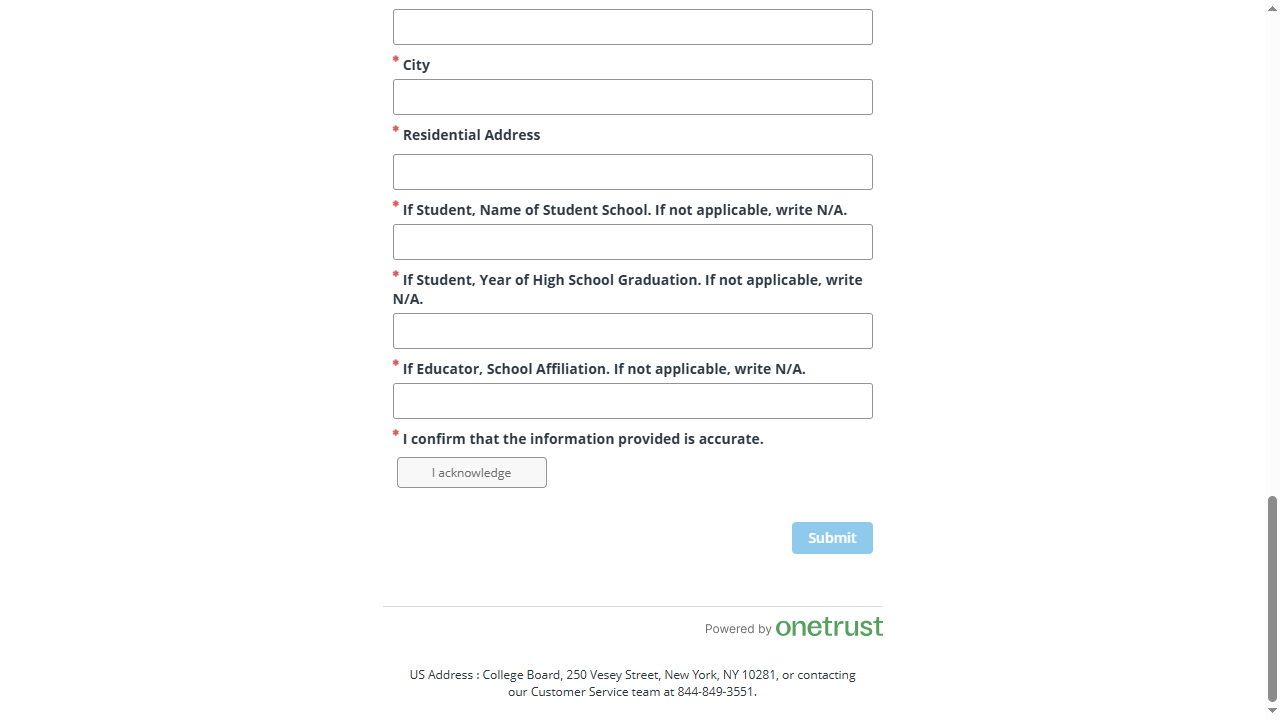 * City
* Residential Address
* If Student, Name of Student School. If not applicable, write N/A.
* If Student, Year of High School Graduation. If not applicable, write
N/A.
* If Educator, School Affiliation. If not applicable, write N/A.
* I confirm that the information provided is accurate.
I acknowledge
Submit
Powered by onetrust
US Address : College Board, 250 Vesey Street, New York, NY 10281, or contacting
our Customer Service team at 844-849-3551.